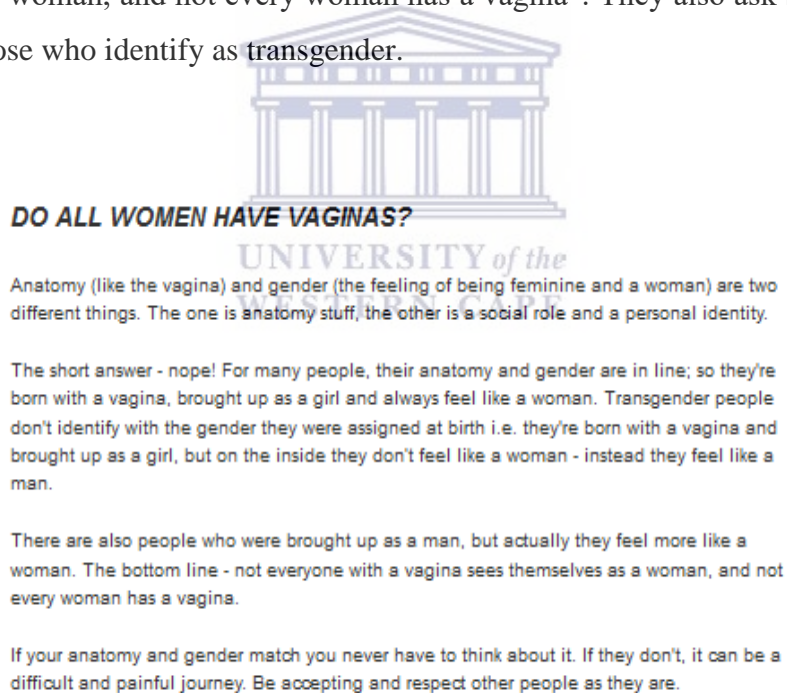 woman, and not every woman has a vagina". They also ask
ose who identify as transgender.
DO ALL WOMEN HAVE VAGINAS?
UNIVERSITY of the
WESTERN CAPE
Anatomy (like the vagina) and gender (the feeling of being feminine and a woman) are two
different things. The one is anatomy stuff, the other is a social role and a personal identity.
The short answer - nope! For many people, their anatomy and gender are in line; so they're
born with a vagina, brought up as a girl and always feel like a woman. Transgender people
don't identify with the gender they were assigned at birth i.e. they're born with a vagina and
brought up as a girl, but on the inside they don't feel like a woman - instead they feel like a
man.
There are also people who were brought up as a man, but actually they feel more like a
woman. The bottom line - not everyone with a vagina sees themselves as a woman, and not
every woman has a vagina.
If your anatomy and gender match you never have to think about it. If they don't, it can be a
difficult and painful journey. Be accepting and respect other people as they are.